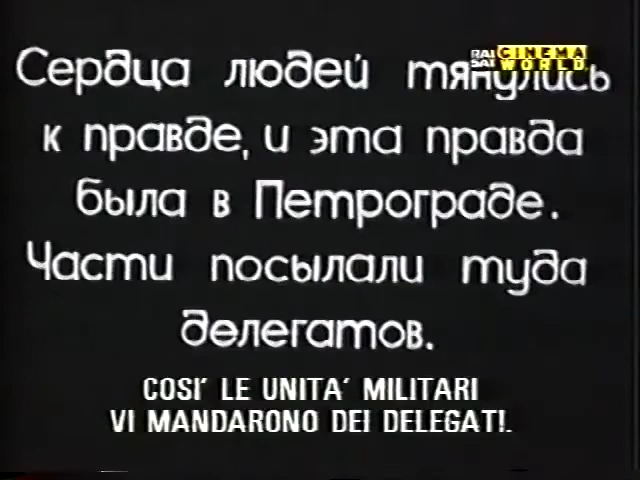 RAI CINEMA
SAT WORLD
Сердца людей тянулись
к правде, и эта правда
была в Петрограде.
Части посылали туда
делегатов.
COSI' LE UNITA' MILITARI
VI MANDARONO DEI DELEGATI.